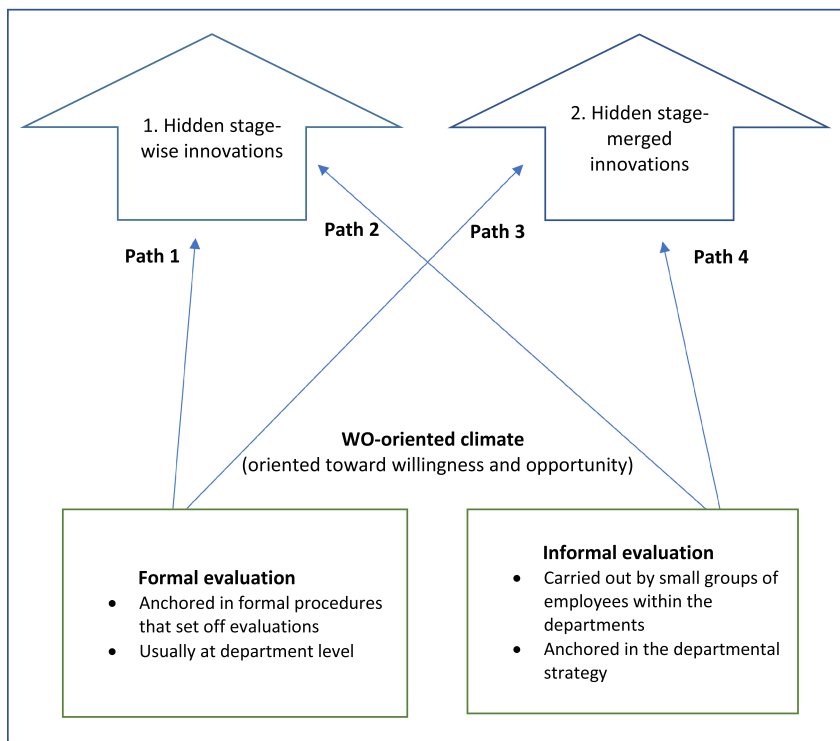 1. Hidden stage-
wise innovations
2. Hidden stage-
merged
innovations
Path 1
Path 2
Path 3
Path 4
WO-oriented climate
(oriented toward willingness and opportunity)
Formal evaluation
• Anchored in formal procedures
that set off evaluations
• Usually at department level
Informal evaluation
• Carried out by small groups of
employees within the
departments
• Anchored in the departmental
strategy